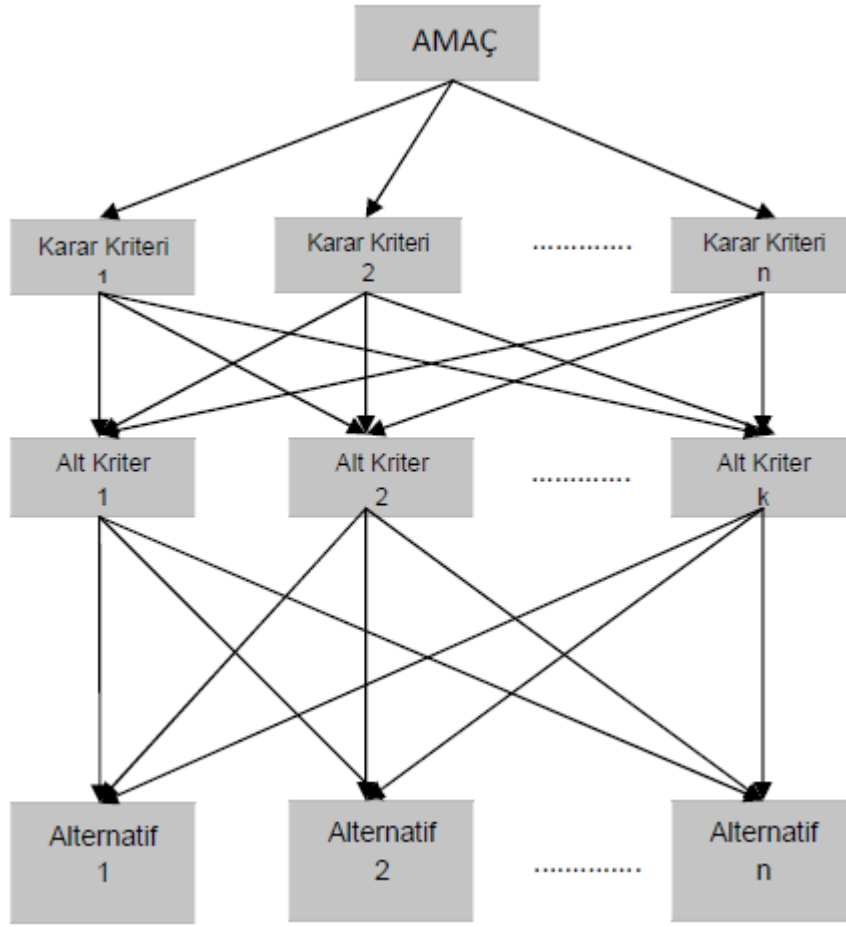 AMAÇ
Karar Kriteri
1
Karar Kriteri
2
.............
Karar Kriteri
n
Alt Kriter
1
Alt Kriter
2
.............
Alt Kriter
k
Alternatif
1
Alternatif
2
.............
Alternatif
n